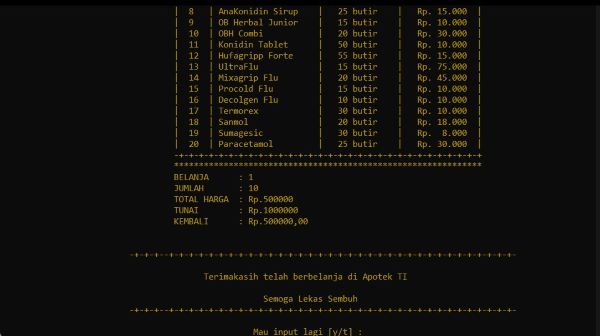 | 8 | AnaKonidin Sirup | 25 butir | Rp. 15.000 |
| 9 | OB Herbal Junior | 15 butir | Rp. 10.000 |
| 10 | OBH Combi | 20 butir | Rp. 30.000 |
| 11 | Konidin Tablet | 50 butir | Rp. 10.000 |
| 12 | Hufagripp Forte | 55 butir | Rp. 15.000 |
| 13 | UltraFlu | 15 butir | Rp. 75.000 |
| 14 | Mixagrip Flu | 20 butir | Rp. 45.000 |
| 15 | Procold Flu | 15 butir | Rp. 10.000 |
| 16 | Decolgen Flu | 10 butir | Rp. 10.000 |
| 17 | Termorex | 30 butir | Rp. 10.000 |
| 18 | Sanmol | 20 butir | Rp. 18.000 |
| 19 | Sumagesic | 30 butir | Rp. 8.000 |
| 20 | Paracetamol | 25 butir | Rp. 30.000 |
-+-+-+-+-+-+-+-+-+-+-+-+-+-+-+-+-+-+-+-+-+-+-+-+-+-+-+-+-+-+-+
**************************************************************
BELANJA : 1
JUMLAH : 10
TOTAL HARGA : Rp.500000
TUNAI : Rp.1000000
KEMBALI : Rp.500000,00
-+-+-+--+-+-+-+-+-+-+-+-+-+-+-+-+-+-+-+-+-+-+-+-+-+-+-+-+-+-+-+-+-+-+-+-+-+-
Terimakasih telah berbelanja di Apotek TI
Semoga Lekas Sembuh
-+-+-+--+-+-+-+-+-+-+-+-+-+-+-+-+-+-+-+-+-+-+-+-+-+-+-+-+-+-+-+-+-+-+-+-+-+-
Mau input lagi [y/t] :